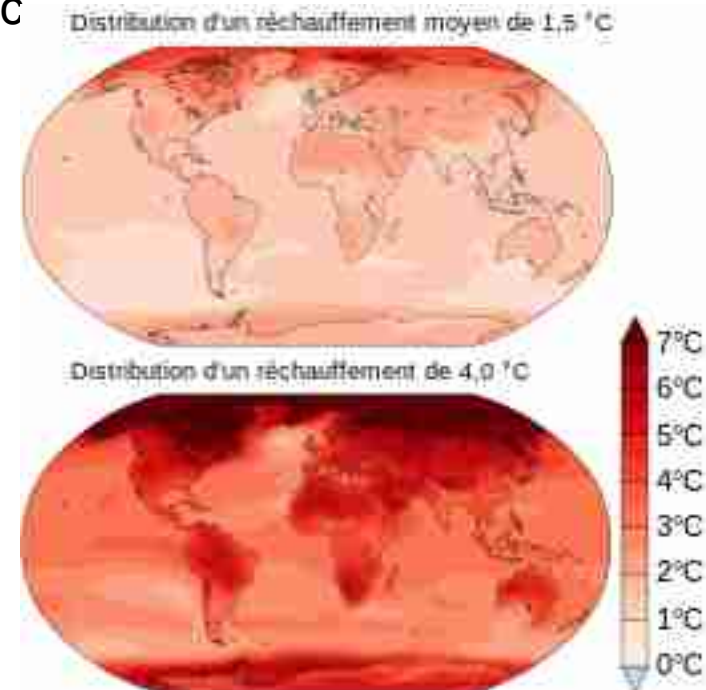 C
Distribution d'un réchauffement moyen de 1,5 °C
Distribution d'un réchauffement de 4,0 °C
7°C
6°C
5°C
4°C
3°C
2°C
1°C
0°C